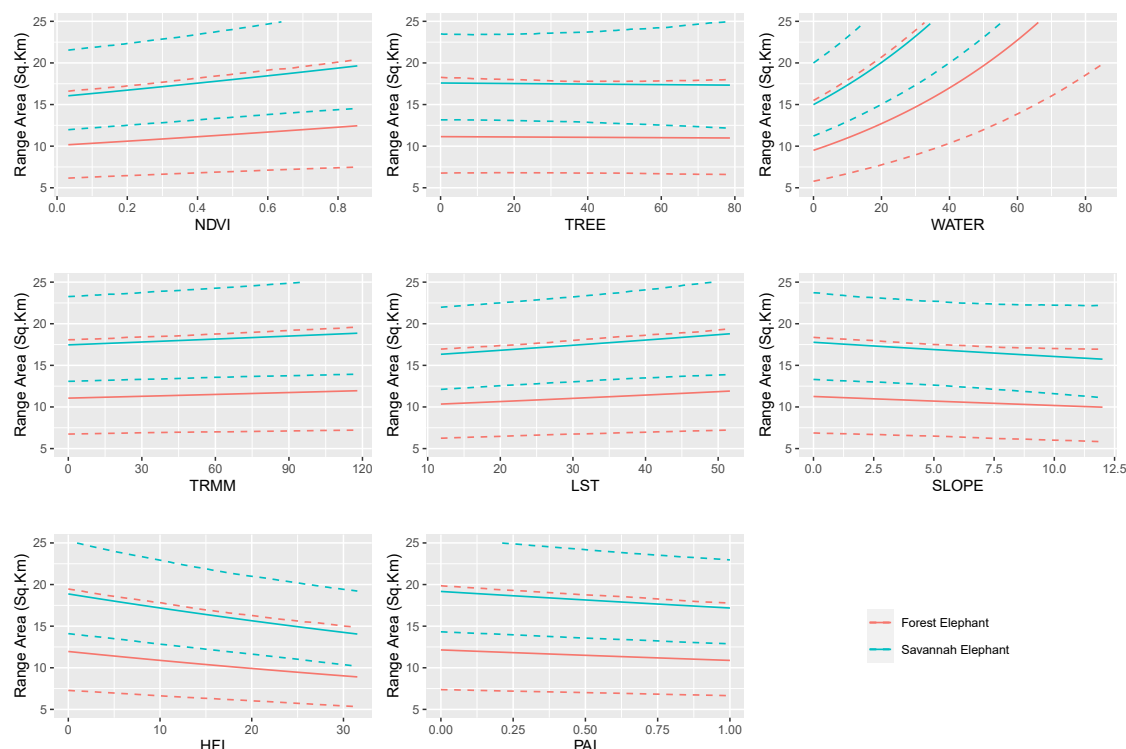 25
20
15
10
5
Range Area (Sq.Km)
0.0 0.2 0.4 0.6 0.8
NDVI
25
20
15
10
5
Range Area (Sq.Km)
0 20 40 60 80
TREE
25
20
15
10
5
Range Area (Sq.Km)
0 20 40 60 80
WATER
25
20
15
10
5
Range Area (Sq.Km)
0 30 60 90 120
TRMM
25
20
15
10
5
Range Area (Sq.Km)
10 20 30 40 50
LST
25
20
15
10
5
Range Area (Sq.Km)
0.0 2.5 5.0 7.5 10.0 12.5
SLOPE
25
20
15
10
5
Range Area (Sq.Km)
0 10 20 30
25
20
15
10
5
Range Area (Sq.Km)
0.00 0.25 0.50 0.75 1.00
Forest Elephant
Savannah Elephant